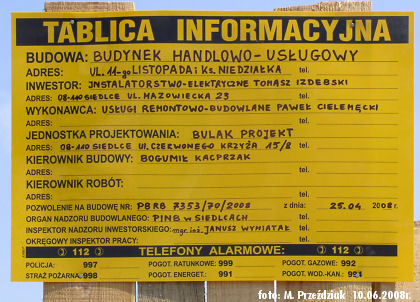 TABLICA INFORMACYJNA
BUDOWA: BUDYNEK HANDLOWO-USŁUGOWY
ADRES: UL. 11-go LISTOPADA i KS. NIEDZIAŁKA tel.
INWESTOR: INSTALATORSTWO-ELEKTRYCZNE TOMASZ IZDEBSKI
ADRES: 08-110 SIEDLCE UL. MAZOWIECKA 23 tel.
WYKONAWCA: USŁUGI REMONTOWO-BUDOWLANE PAWEŁ CIELEMĘCKI
ADRES: tel.
JEDNOSTKA PROJEKTOWANIA: BULAK PROJEKT
ADRES: 08-110 SIEDLCE UL. CZERWONEGO KRZYŻA 15/8 tel.
KIEROWNIK BUDOWY: BOGUMIŁ KACPRZAK
tel.
KIEROWNIK ROBÓT:
tel.
POZWOLENIE NA BUDOWĘ NR: PBRB 7353/70/2008 z dnia: 25.04 2008r.
ORGAN NADZORU BUDOWLANEGO: PINB W SIEDLCACH tel.
INSPEKTOR NADZORU INWESTORSKIEGO: mgr.inż. JANUSZ WYMIATAŁ tel.
OKRĘGOWY INSPEKTOR PRACY: tel.
112 TELEFONY ALARMOWE: 112
POLICJA: 997 POGOT. RATUNKOWE: 999 POGOT. GAZOWE: 992
STRAŻ POŻARNA: 998 POGOT. ENERGET.: 991 POGOT. WOD.-KAN.: 994
foto: M. Przeździak 10.06.2008r.